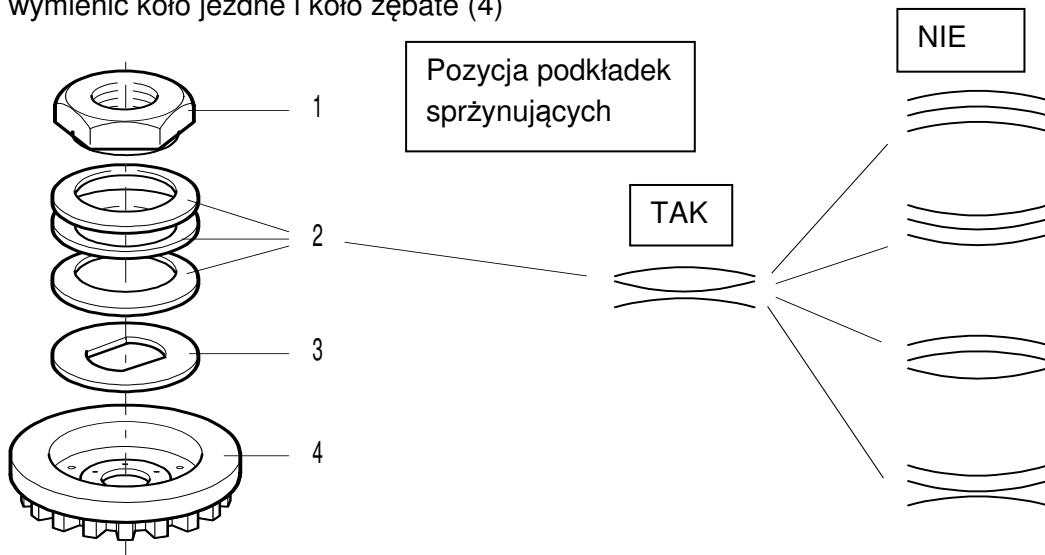 wymienić koło jezdne i koło zębate (4)
Pozycja podkładek
sprżynujących
NIE
TAK
1
2
3
4